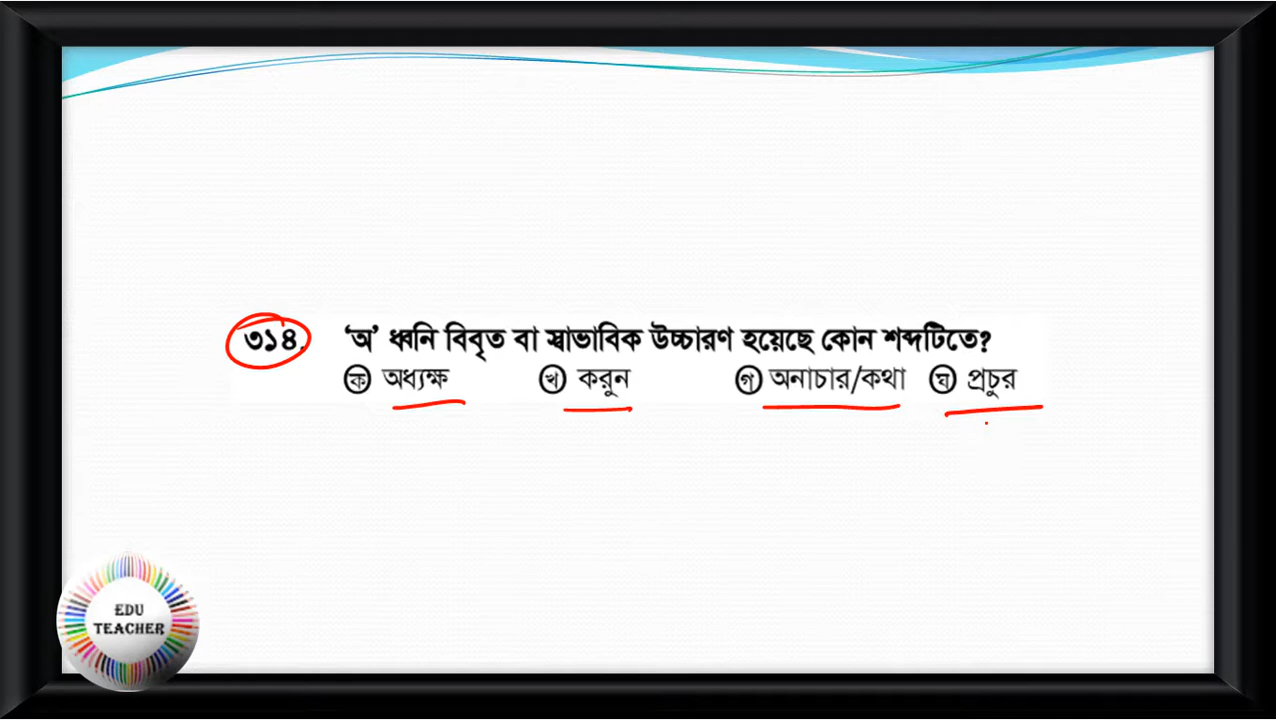 ৩১৪. ‘অ’ ধ্বনি বিবৃত বা স্বাভাবিক উচ্চারণ হয়েছে কোন শব্দটিতে?
ক অধ্যক্ষ খ করুন গ অনাচার/কথা ঘ প্রচুর
EDU
TEACHER